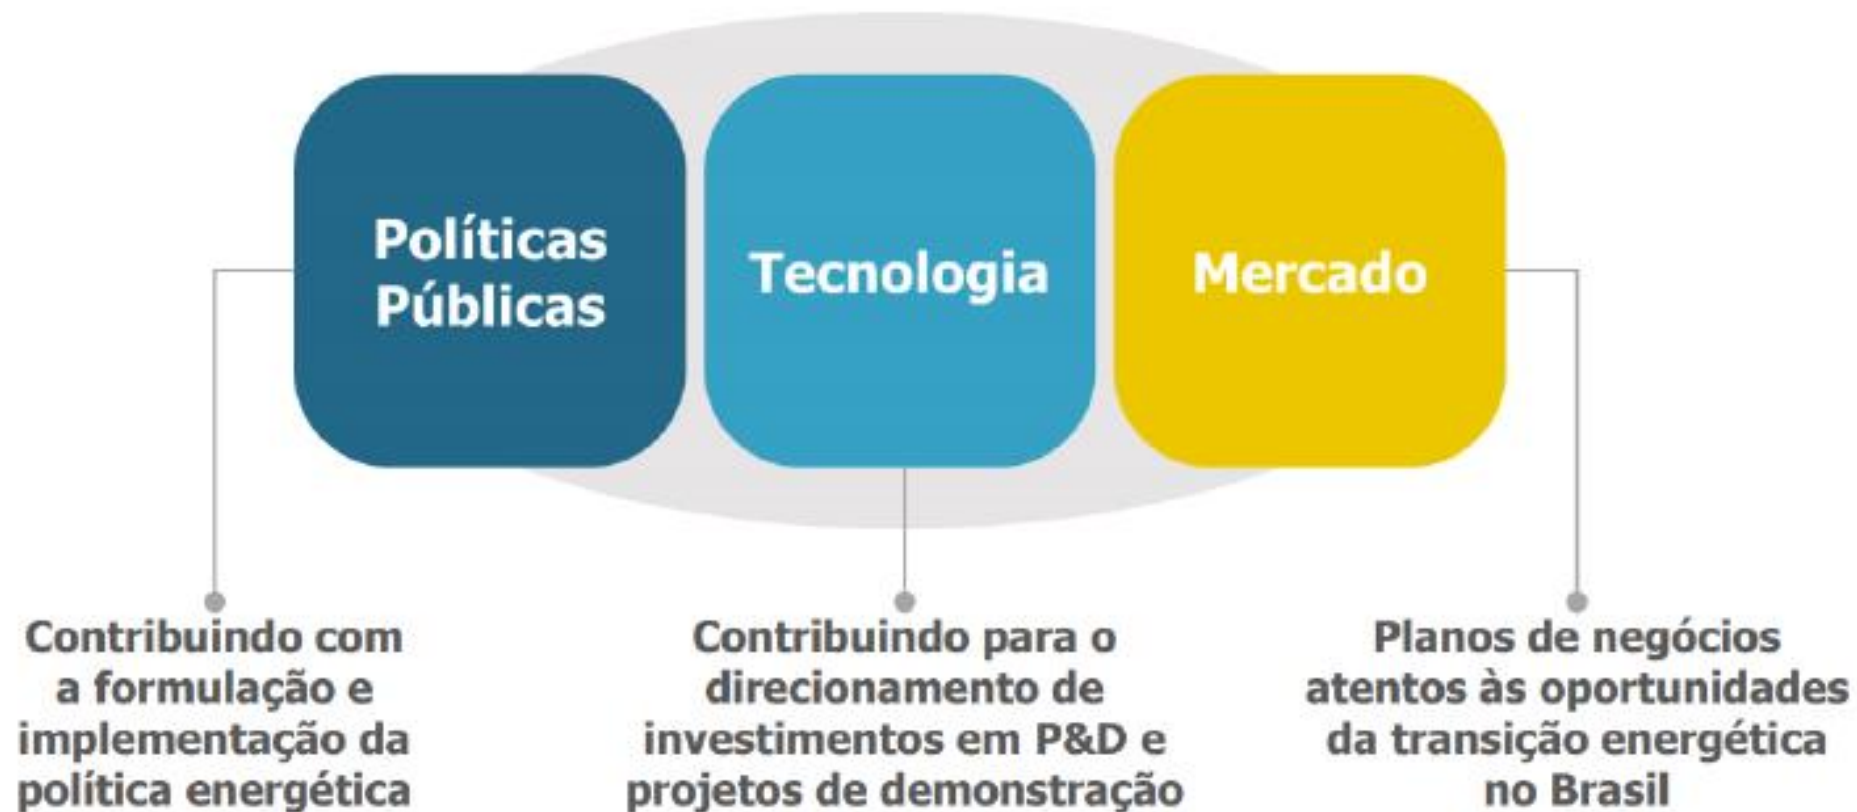 Políticas
Públicas
Tecnologia
Mercado
Contribuindo com
a formulação e
implementação da
política energética
Contribuindo para o
direcionamento de
investimentos em P&D e
projetos de demonstração
Planos de negócios
atentos às oportunidades
da transição energética
no Brasil